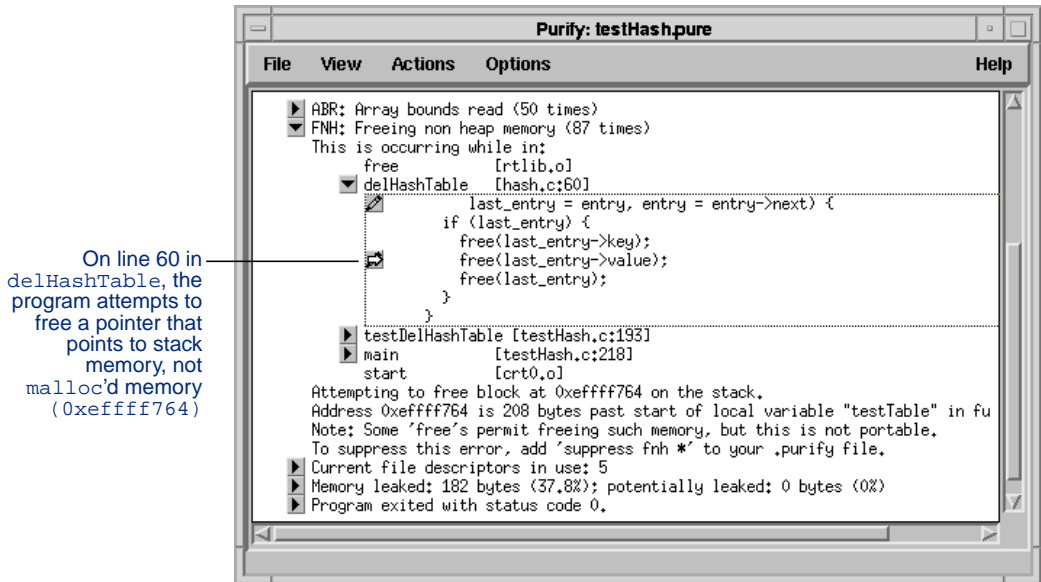 Purify: testHash.pure
File View Actions Options Help
ABR: Array bounds read (50 times)
FNH: Freeing non heap memory (87 times)
This is occurring while in:
free [rtlib.o]
delHashTable [hash.c:60]
last_entry = entry, entry = entry->next) {
if (last_entry) {
free(last_entry->key);
free(last_entry->value);
free(last_entry);
}
}
testDelHashTable [testHash.c:193]
main [testHash.c:218]
start [crt0.o]
Attempting to free block at 0xeffff764 on the stack.
Address 0xeffff764 is 208 bytes past start of local variable "testTable" in fu
Note: Some 'free's permit freeing such memory, but this is not portable.
To suppress this error, add 'suppress fnh *' to your .purify file.
Current file descriptors in use: 5
Memory leaked: 182 bytes (37.8%); potentially leaked: 0 bytes (0%)
Program exited with status code 0.
On line 60 in
delHashTable, the
program attempts to
free a pointer that
points to stack
memory, not
malloc'd memory
(0xeffff764)